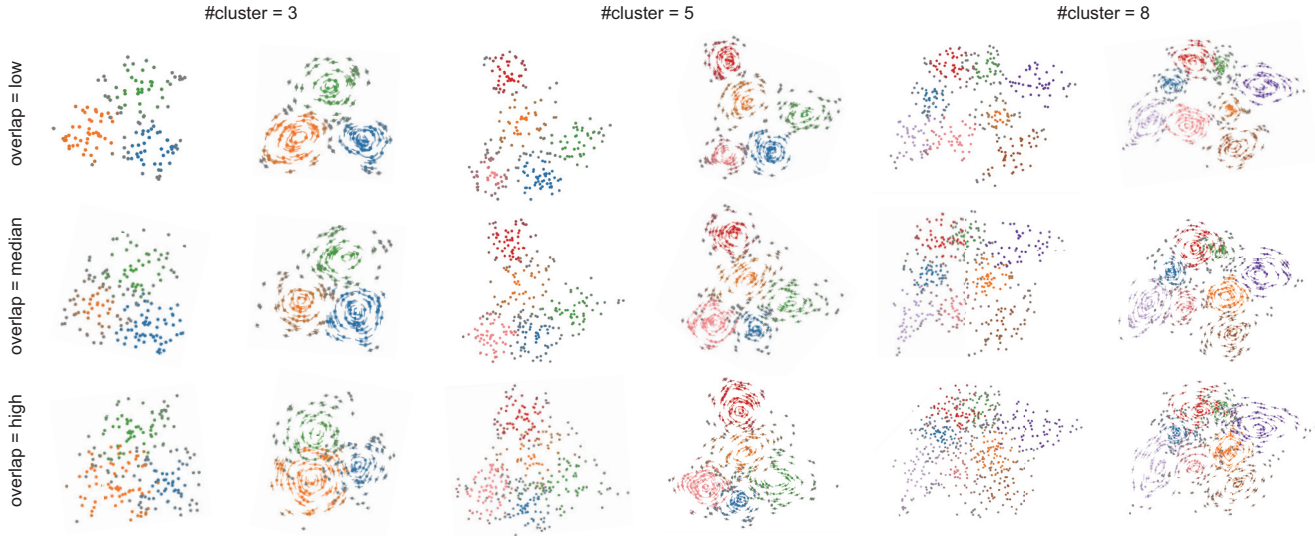 #cluster = 3
#cluster = 5
#cluster = 8
overlap = low
overlap = median
overlap = high